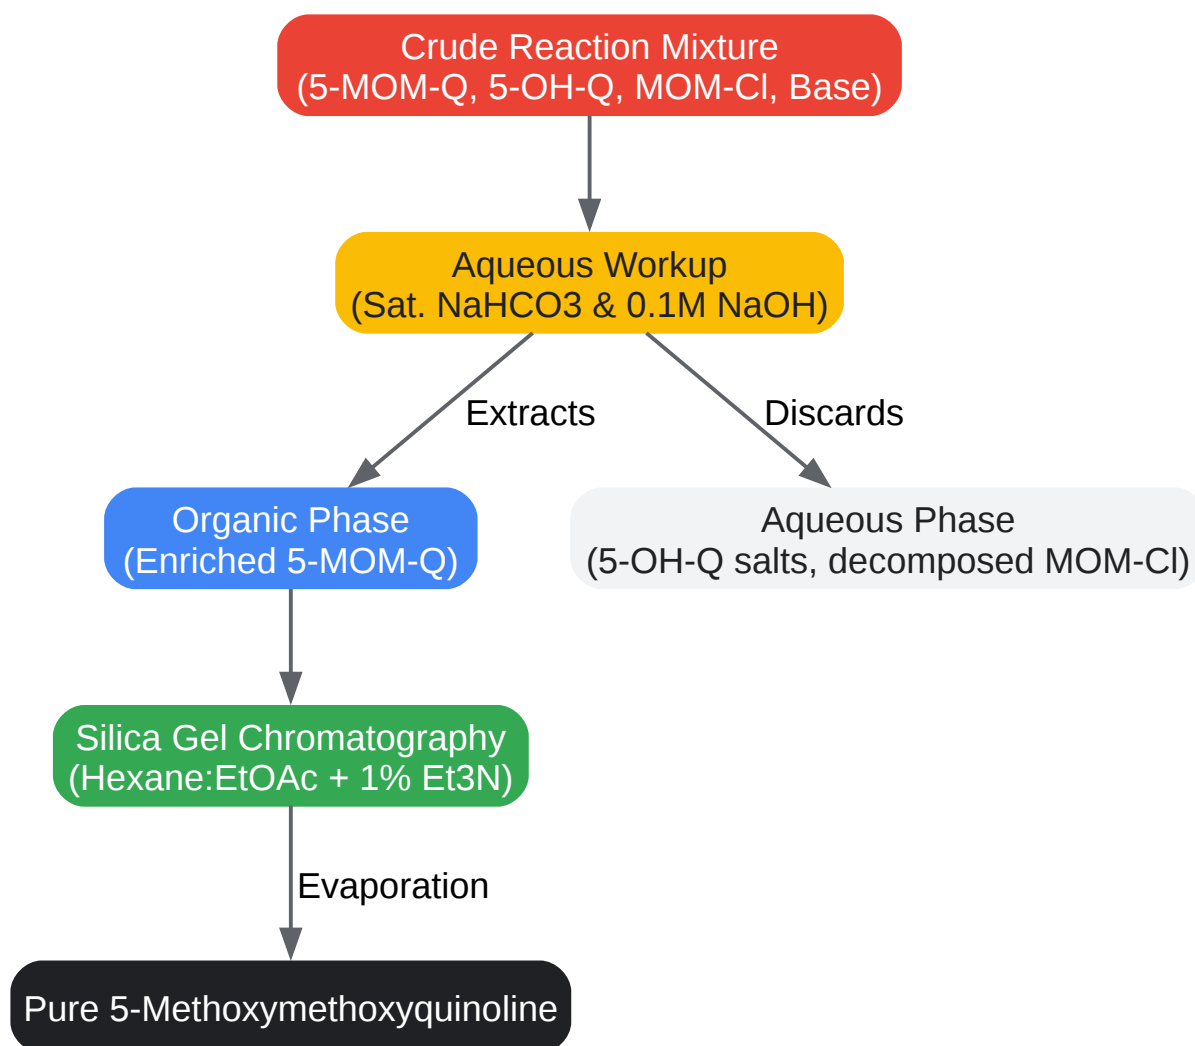 Crude Reaction Mixture
(5-MOM-Q, 5-OH-Q, MOM-Cl, Base)
Aqueous Workup
(Sat. NaHCO3 & 0.1M NaOH)
Extracts
Discards
Organic Phase
(Enriched 5-MOM-Q)
Aqueous Phase
(5-OH-Q salts, decomposed MOM-Cl)
Silica Gel Chromatography
(Hexane:EtOAc + 1% Et3N)
Evaporation
Pure 5-Methoxymethoxyquinoline